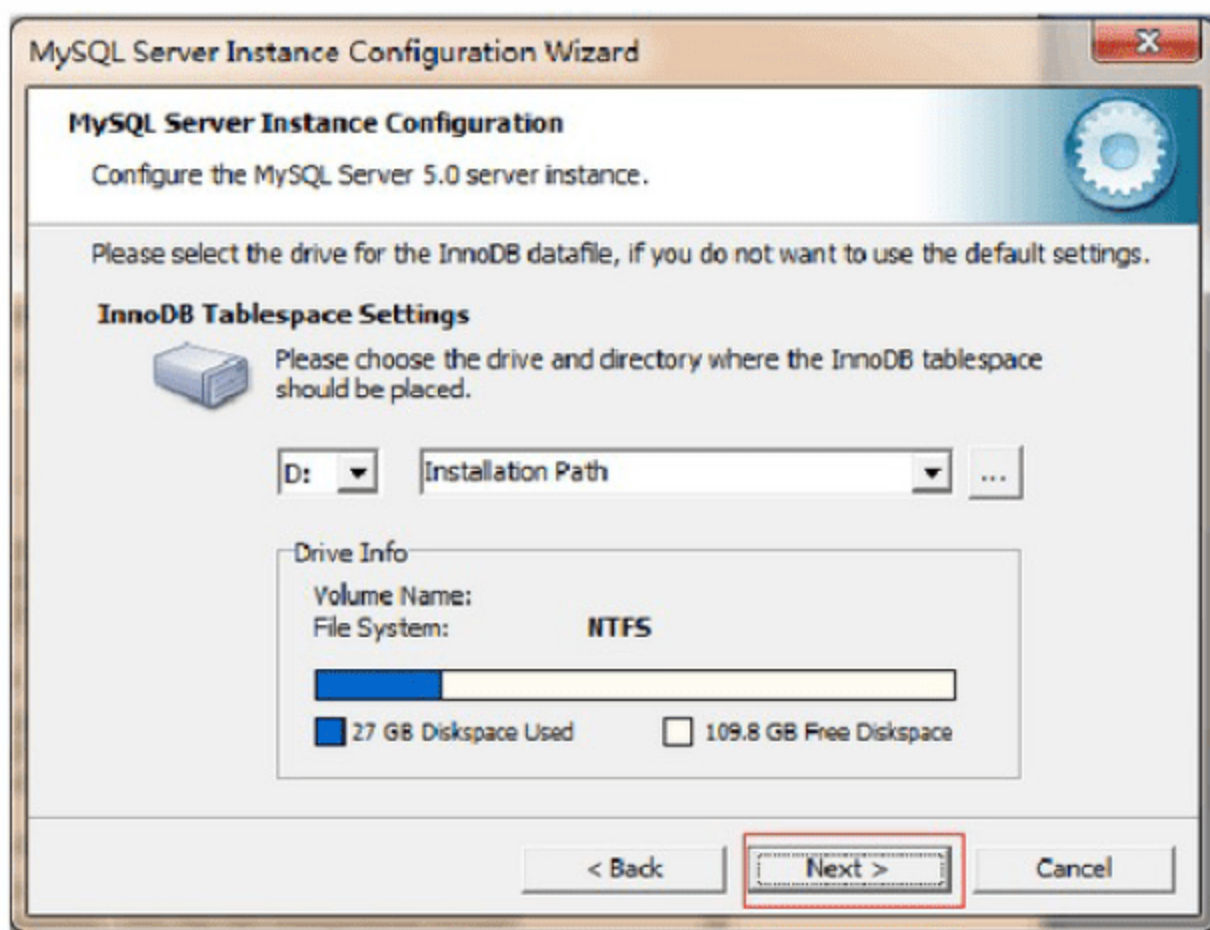 MySQL Server Instance Configuration Wizard
MySQL Server Instance Configuration
Configure the MySQL Server 5.0 server instance.
Please select the drive for the InnoDB datafile, if you do not want to use the default settings.
InnoDB Tablespace Settings
Please choose the drive and directory where the InnoDB tablespace
should be placed.
D: Installation Path ...
Drive Info
Volume Name:
File System: NTFS
27 GB Diskspace Used 109.8 GB Free Diskspace
< Back Next > Cancel